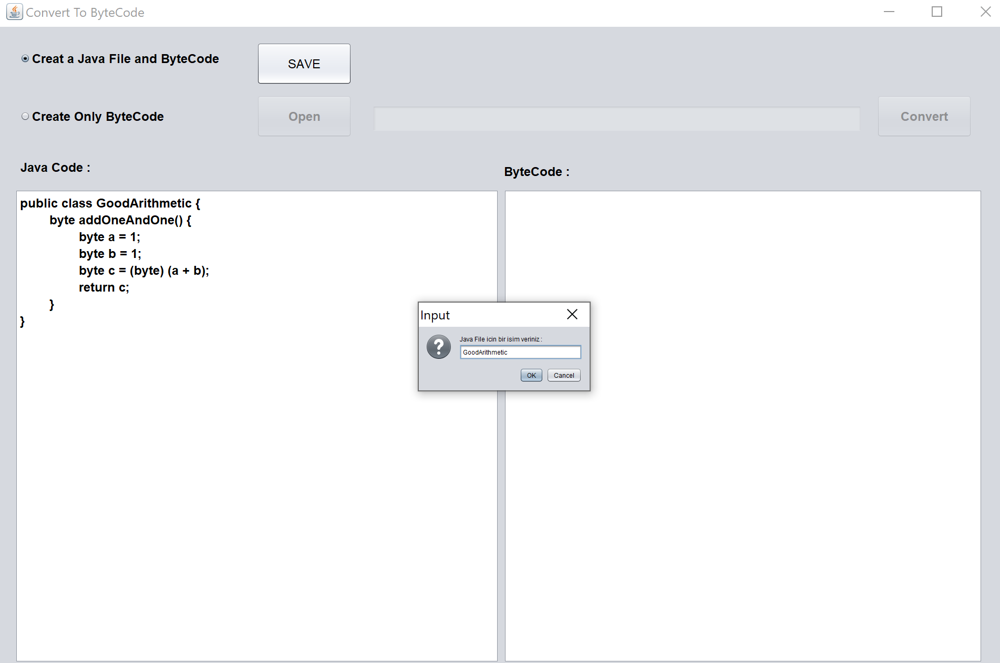 Convert To ByteCode
Creat a Java File and ByteCode
SAVE
Create Only ByteCode
Open
Convert
Java Code :
ByteCode :
public class GoodArithmetic {
byte addOneAndOne() {
byte a = 1;
byte b = 1;
byte c = (byte) (a + b);
return c;
}
}
Input
?
Java File icin bir isim veriniz :
GoodArithmetic
OK
Cancel